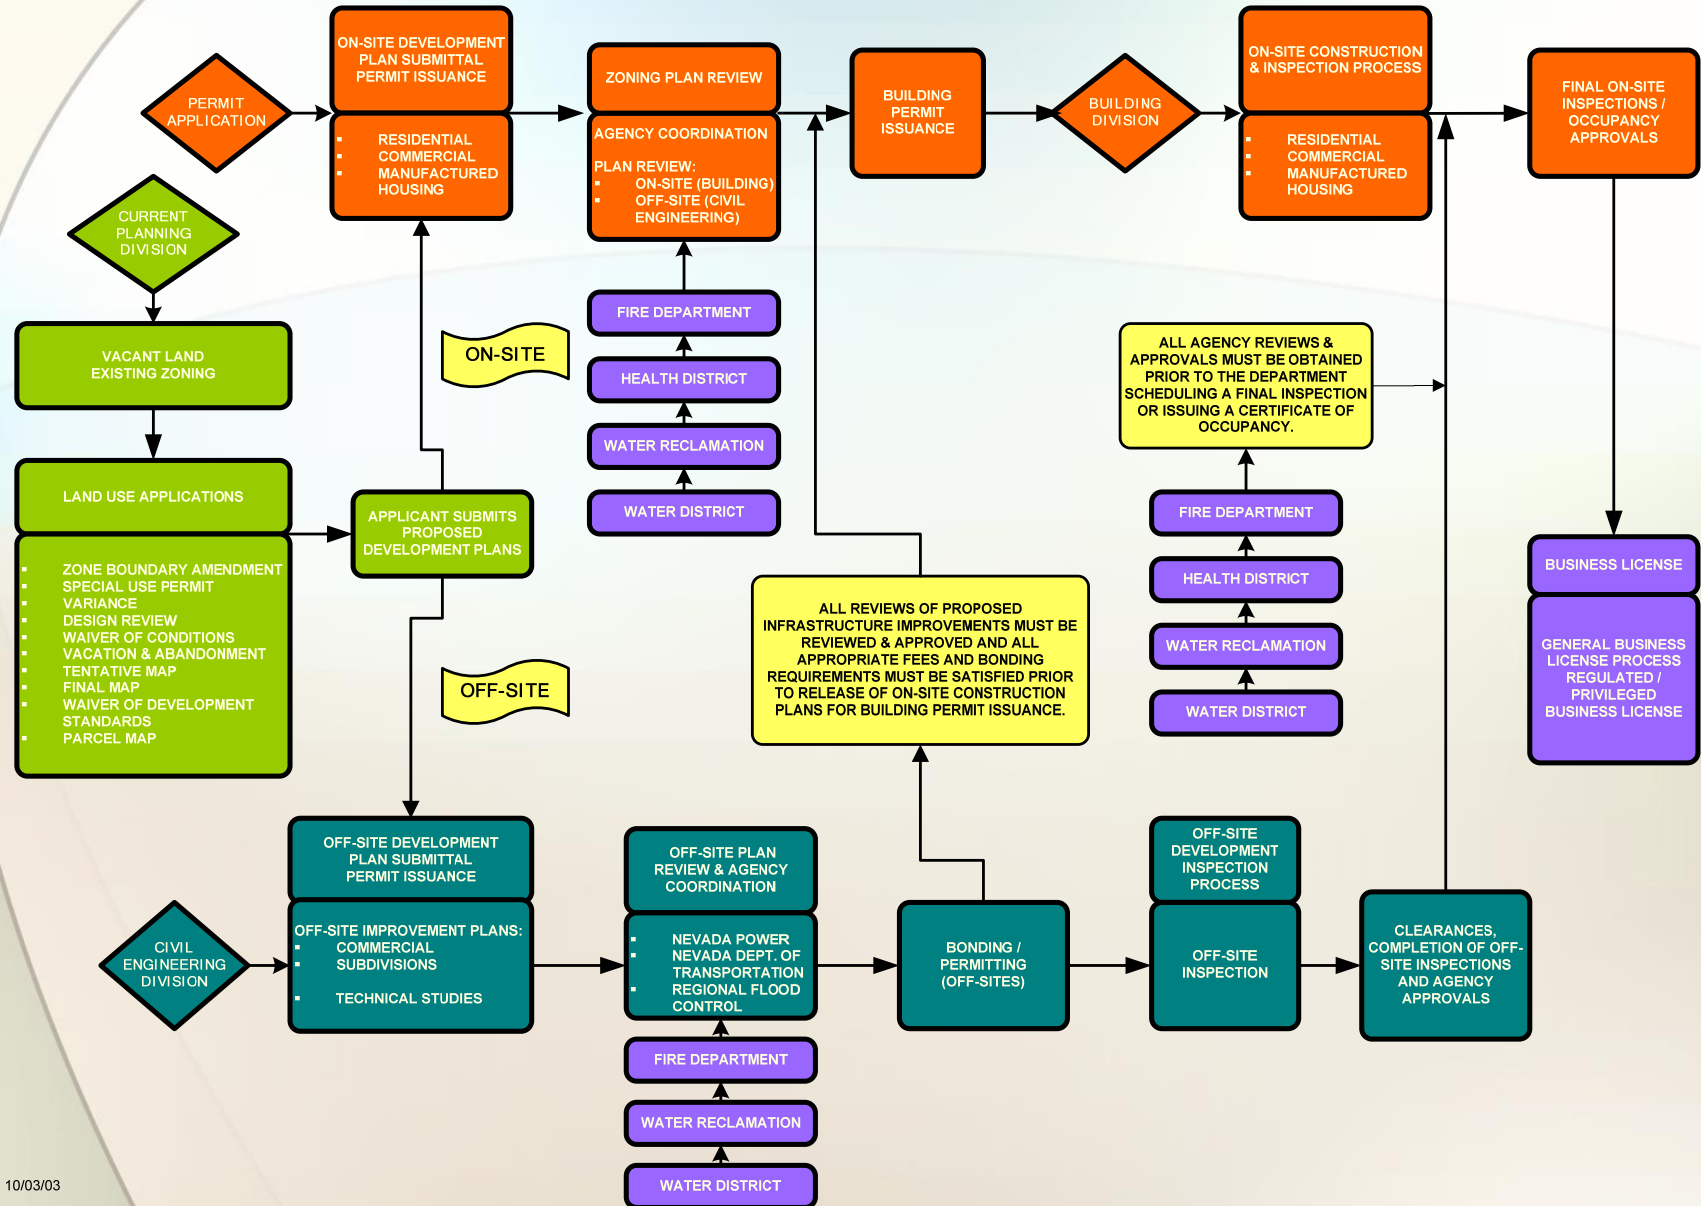 PERMIT
APPLICATION
ON-SITE DEVELOPMENT
PLAN SUBMITTAL
PERMIT ISSUANCE
▪ RESIDENTIAL
▪ COMMERCIAL
▪ MANUFACTURED
HOUSING
ZONING PLAN REVIEW
AGENCY COORDINATION
PLAN REVIEW:
▪ ON-SITE (BUILDING)
▪ OFF-SITE (CIVIL
ENGINEERING)
BUILDING
PERMIT
ISSUANCE
BUILDING
DIVISION
ON-SITE CONSTRUCTION
& INSPECTION PROCESS
▪ RESIDENTIAL
▪ COMMERCIAL
▪ MANUFACTURED
HOUSING
FINAL ON-SITE
INSPECTIONS /
OCCUPANCY
APPROVALS
CURRENT
PLANNING
DIVISION
VACANT LAND
EXISTING ZONING
LAND USE APPLICATIONS
▪ ZONE BOUNDARY AMENDMENT
▪ SPECIAL USE PERMIT
▪ VARIANCE
▪ DESIGN REVIEW
▪ WAIVER OF CONDITIONS
▪ VACATION & ABANDONMENT
▪ TENTATIVE MAP
▪ FINAL MAP
▪ WAIVER OF DEVELOPMENT
STANDARDS
▪ PARCEL MAP
APPLICANT SUBMITS
PROPOSED
DEVELOPMENT PLANS
ON-SITE
OFF-SITE
FIRE DEPARTMENT
HEALTH DISTRICT
WATER RECLAMATION
WATER DISTRICT
ALL REVIEWS OF PROPOSED
INFRASTRUCTURE IMPROVEMENTS MUST BE
REVIEWED & APPROVED AND ALL
APPROPRIATE FEES AND BONDING
REQUIREMENTS MUST BE SATISFIED PRIOR
TO RELEASE OF ON-SITE CONSTRUCTION
PLANS FOR BUILDING PERMIT ISSUANCE.
ALL AGENCY REVIEWS &
APPROVALS MUST BE OBTAINED
PRIOR TO THE DEPARTMENT
SCHEDULING A FINAL INSPECTION
OR ISSUING A CERTIFICATE OF
OCCUPANCY.
FIRE DEPARTMENT
HEALTH DISTRICT
WATER RECLAMATION
WATER DISTRICT
BUSINESS LICENSE
GENERAL BUSINESS
LICENSE PROCESS
REGULATED /
PRIVILEGED
BUSINESS LICENSE
CIVIL
ENGINEERING
DIVISION
OFF-SITE DEVELOPMENT
PLAN SUBMITTAL
PERMIT ISSUANCE
OFF-SITE IMPROVEMENT PLANS:
▪ COMMERCIAL
▪ SUBDIVISIONS
▪ TECHNICAL STUDIES
OFF-SITE PLAN
REVIEW & AGENCY
COORDINATION
▪ NEVADA POWER
▪ NEVADA DEPT. OF
TRANSPORTATION
▪ REGIONAL FLOOD
CONTROL
FIRE DEPARTMENT
WATER RECLAMATION
WATER DISTRICT
BONDING /
PERMITTING
(OFF-SITES)
OFF-SITE
DEVELOPMENT
INSPECTION
PROCESS
OFF-SITE
INSPECTION
CLEARANCES,
COMPLETION 0F OFF-
SITE INSPECTIONS
AND AGENCY
APPROVALS
10/03/03